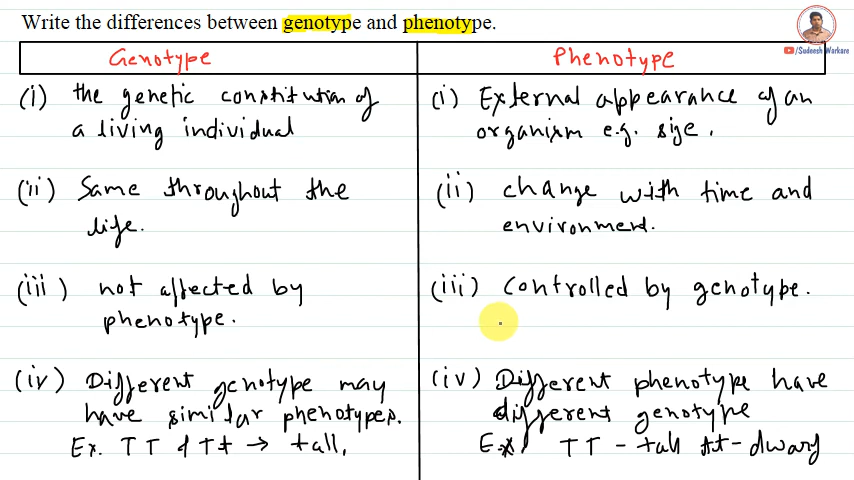 Write the differences between genotype and phenotype.
/Sudeesh Warkare
Genotype
Phenotype
(i) the genetic constitution of
a living individual
(i) External appearance of an
organism e.g. size.
(ii) Same throughout the
life.
(ii) change with time and
environment.
(iii) not affected by
phenotype.
(iii) Controlled by genotype.
(iv) Different genotype may
have similar phenotypes.
Ex. TT & Tt → tall.
(iv) Different phenotype have
different genotype
Ex. TT - tall tt - dwarf